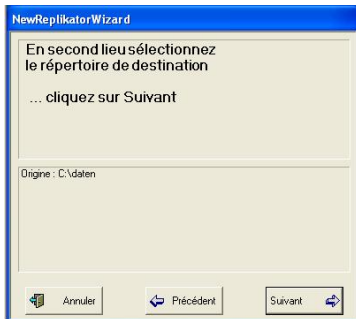 NewReplikatorWizard
En second lieu sélectionnez
le répertoire de destination
... cliquez sur Suivant
Origine : C:\daten
Annuler
Précédent
Suivant